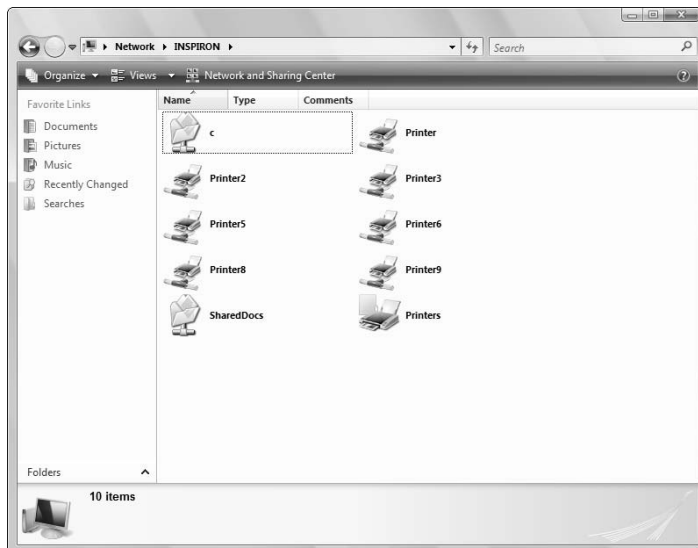 Network ▸ INSPIRON ▸
Search
Organize Views Network and Sharing Center
Favorite Links
Documents
Pictures
Music
Recently Changed
Searches
Folders
Name Type Comments
c Printer
Printer2 Printer3
Printer5 Printer6
Printer8 Printer9
SharedDocs Printers
10 items